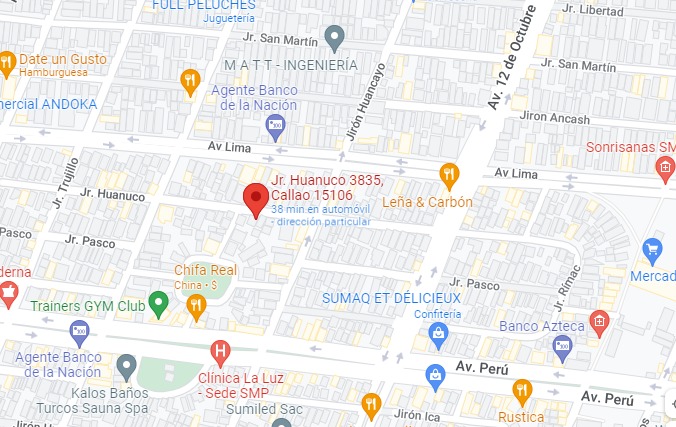 FULL PELUCHES
Juguetería
Jr. Libertad
Jr. San Martín
Date un Gusto
Hamburguesa
M A T T - INGENIERÍA
Jr. San Martín
Av. 12 de Octubre
Agente Banco
de la Nación
mercial ANDOKA
Jirón Huancayo
Jiron Ancash
Av Lima
Sonrisanas SM
Av Lima
Jr. Trujillo
Jr. Huanuco
Jr. Huanuco 3835,
Callao 15106
38 min en automóvil
- dirección particular
Leña & Carbón
Jr. Pasco
Mercad
Chifa Real
China • $
Jr. Pasco
Jr. Rímac
derna
Trainers GYM Club
SUMAQ ET DÉLICIEUX
Confitería
Banco Azteca
Agente Banco
de la Nación
Av. Perú
Clínica La Luz
- Sede SMP
Kalos Baños
Turcos Sauna Spa
Av. Perú
Sumiled Sac
Jirón Ica
Rustica